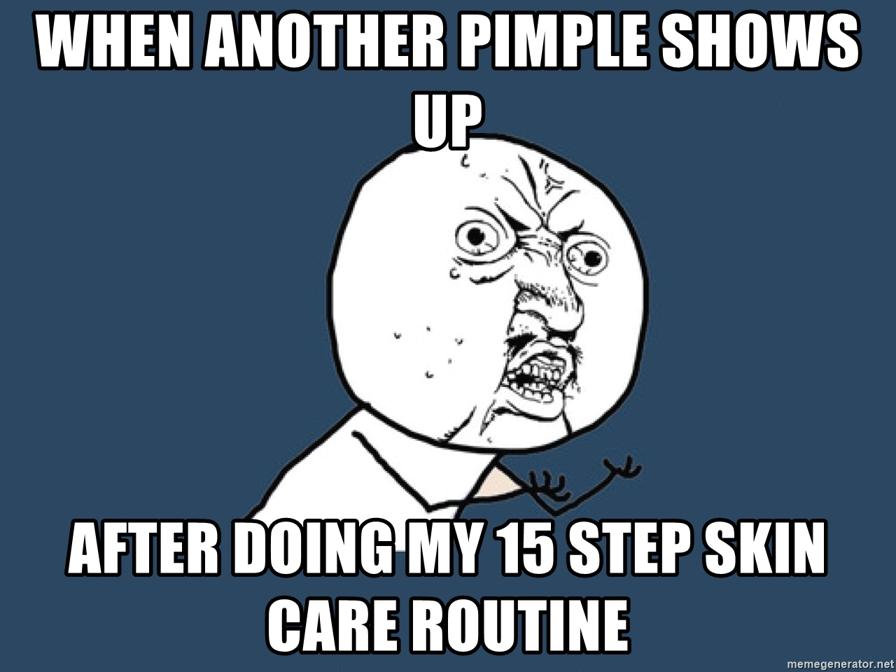 WHEN ANOTHER PIMPLE SHOWS
UP
AFTER DOING MY 15 STEP SKIN
CARE ROUTINE
memegenerator.net